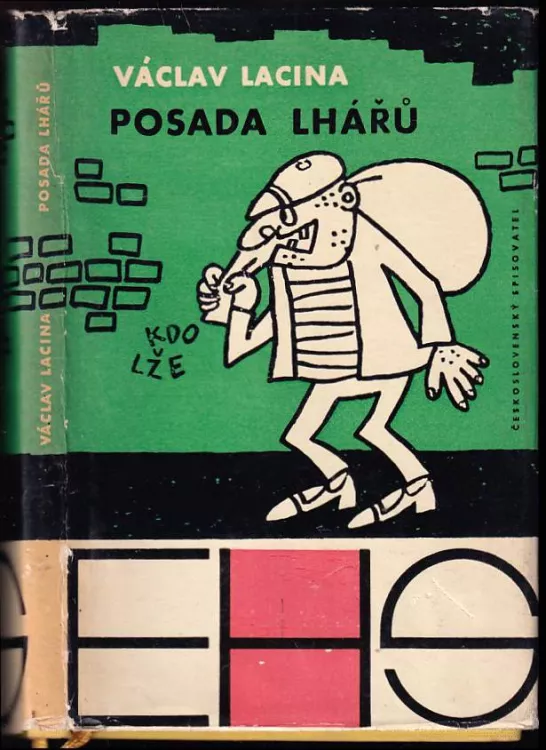 VÁCLAV LACINA
POSADA LHÁŘŮ
KDO
LŽE
ČESKOSLOVENSKÝ SPISOVATEL
EHS
VÁCLAV LACINA POSADA LHÁŘŮ